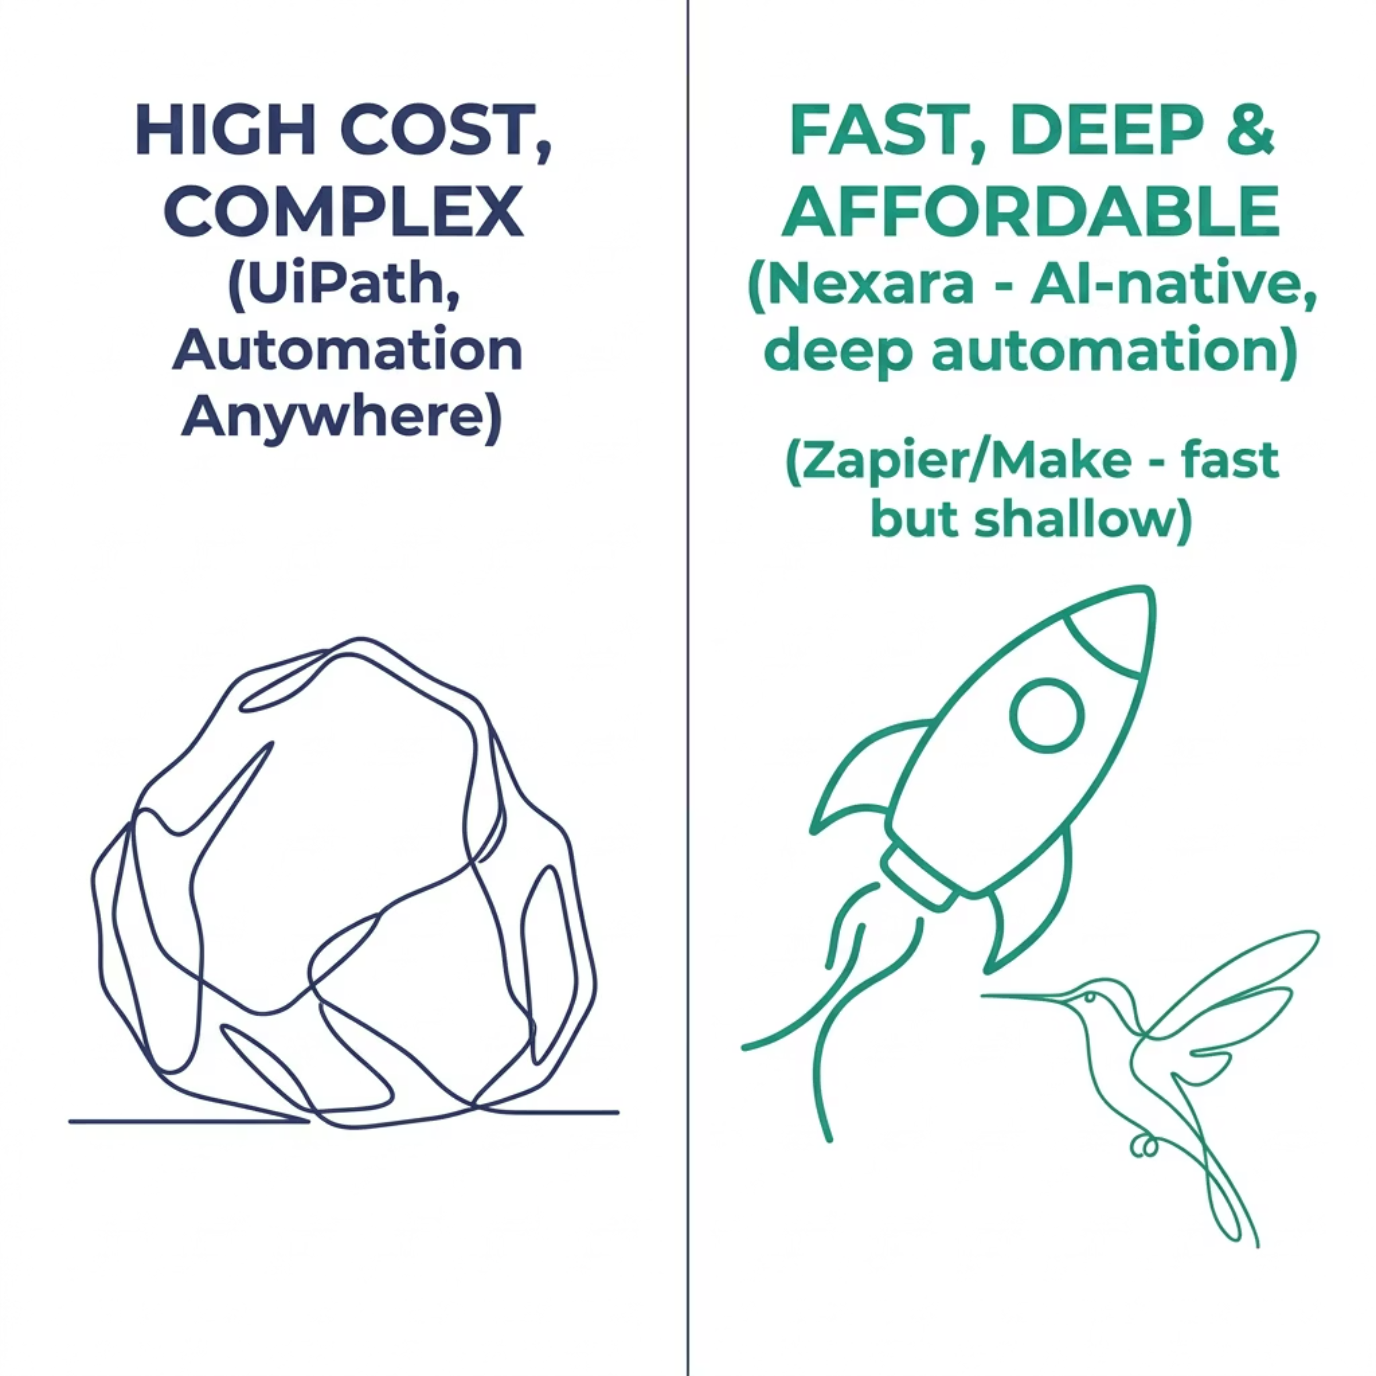 HIGH COST,
COMPLEX
(UiPath,
Automation
Anywhere)
FAST, DEEP &
AFFORDABLE
(Nexara - AI-native,
deep automation)
(Zapier/Make - fast
but shallow)